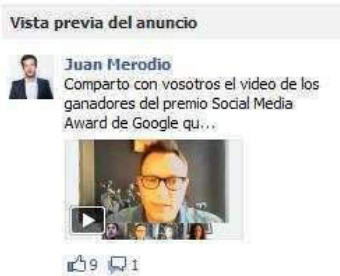 Vista previa del anuncio
Juan Merodio
Comparto con vosotros el video de los
ganadores del premio Social Media
Award de Google qu...
9 1